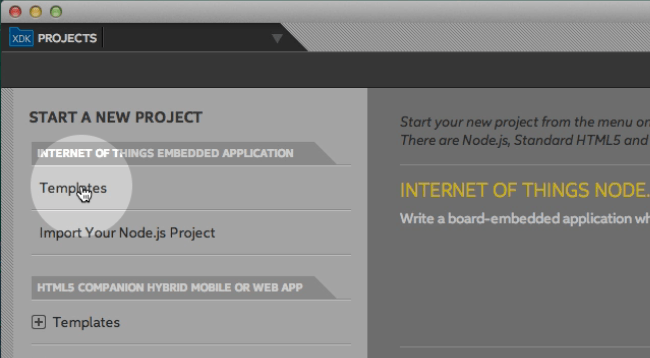 XDK PROJECTS
START A NEW PROJECT
INTERNET OF THINGS EMBEDDED APPLICATION
Templates
Import Your Node.js Project
HTML5 COMPANION HYBRID MOBILE OR WEB APP
Templates
Start your new project from the menu on
There are Node.js, Standard HTML5 and
INTERNET OF THINGS NODE.
Write a board-embedded application wh